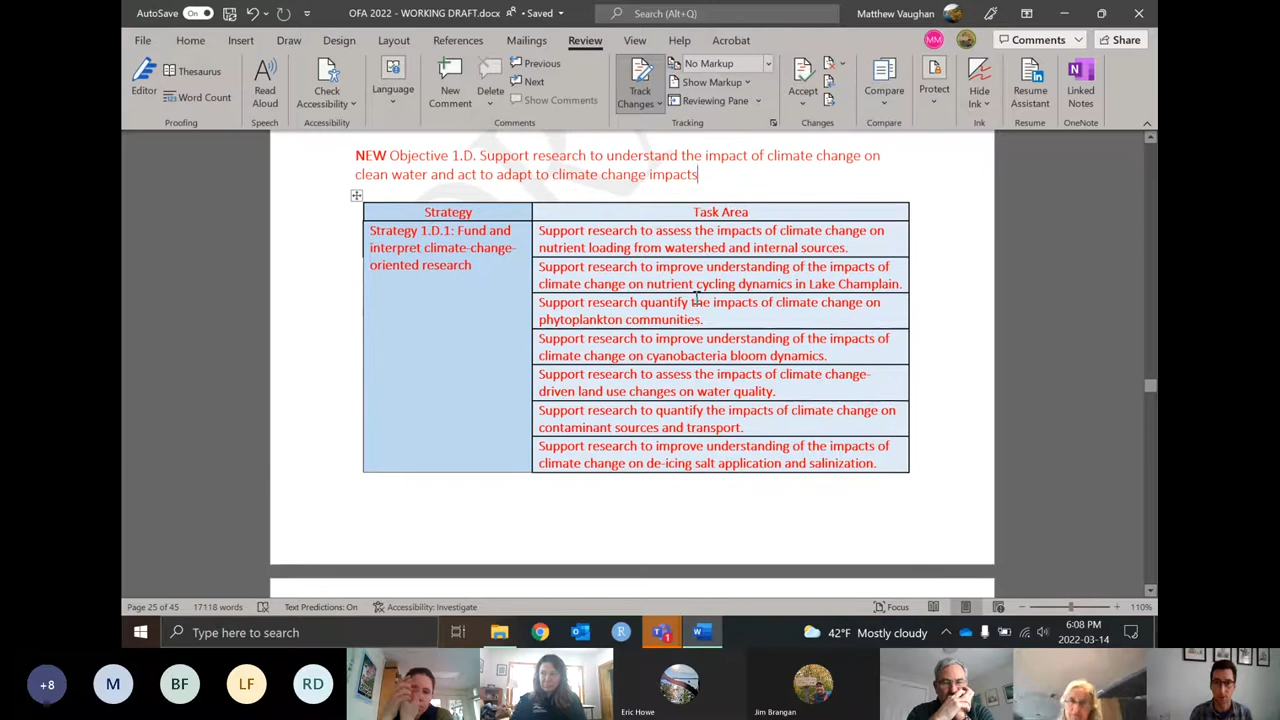 AutoSave On OFA 2022 - WORKING DRAFT.docx • Saved Search (Alt+Q) Matthew Vaughan
File Home Insert Draw Design Layout References Mailings Review View Help Acrobat MM Comments Share
Editor
Thesaurus
Word Count
Proofing
Read Aloud
Speech
Check Accessibility
Accessibility
Language
New Comment
Delete
Previous
Next
Show Comments
Comments
Track Changes
No Markup
Show Markup
Reviewing Pane
Tracking
Accept
Changes
Compare
Compare
Protect
Hide Ink
Ink
Resume Assistant
Resume
Linked Notes
OneNote
NEW Objective 1.D. Support research to understand the impact of climate change on
clean water and act to adapt to climate change impacts
Strategy Task Area
Strategy 1.D.1: Fund and
interpret climate-change-
oriented research
Support research to assess the impacts of climate change on
nutrient loading from watershed and internal sources.
Support research to improve understanding of the impacts of
climate change on nutrient cycling dynamics in Lake Champlain.
Support research quantify the impacts of climate change on
phytoplankton communities.
Support research to improve understanding of the impacts of
climate change on cyanobacteria bloom dynamics.
Support research to assess the impacts of climate change-
driven land use changes on water quality.
Support research to quantify the impacts of climate change on
contaminant sources and transport.
Support research to improve understanding of the impacts of
climate change on de-icing salt application and salinization.
Page 25 of 45 17118 words Text Predictions: On Accessibility: Investigate Focus 110%
Type here to search 42°F Mostly cloudy 6:08 PM
2022-03-14
+8 M BF LF RD
Eric Howe Jim Brangan